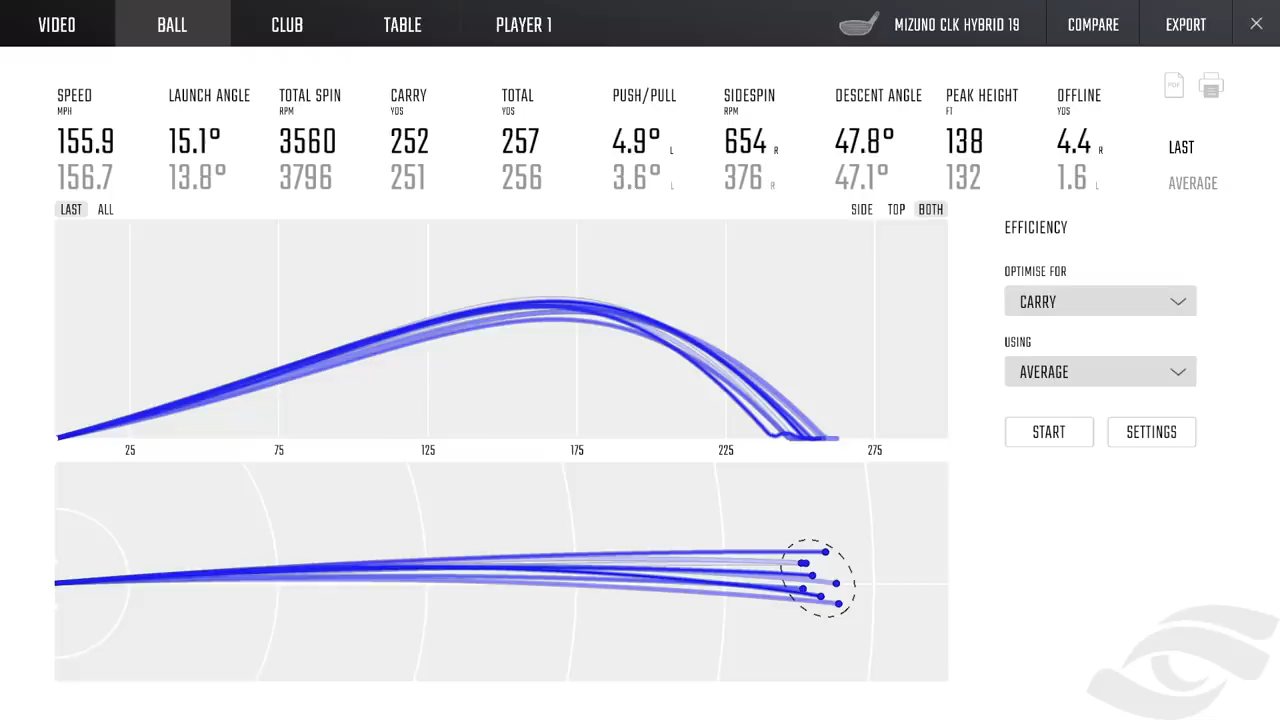 VIDEO BALL CLUB TABLE PLAYER 1 MIZUNO CLK HYBRID 19 COMPARE EXPORT
SPEED LAUNCH ANGLE TOTAL SPIN CARRY TOTAL PUSH/PULL SIDESPIN DESCENT ANGLE PEAK HEIGHT OFFLINE PDF
MPH RPM YDS YDS RPM FT YDS
155.9 15.1° 3560 252 257 4.9° L 654 R 47.8° 138 4.4 R LAST
156.7 13.8° 3796 251 256 3.6° L 376 R 47.1° 132 1.6 L AVERAGE
LAST ALL SIDE TOP BOTH
EFFICIENCY
OPTIMISE FOR
CARRY
USING
AVERAGE
START SETTINGS
25 75 125 175 225 275